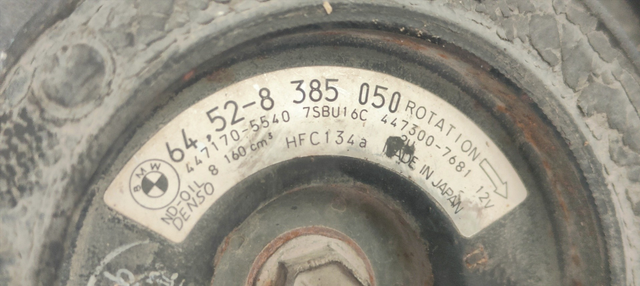 BMW
64.52-8 385 050 ROTATION
447170-5540 7SBU16C 447300-7681 12V
ND-OIL 8 160 cm³ HFC134a MADE IN JAPAN
DENSO